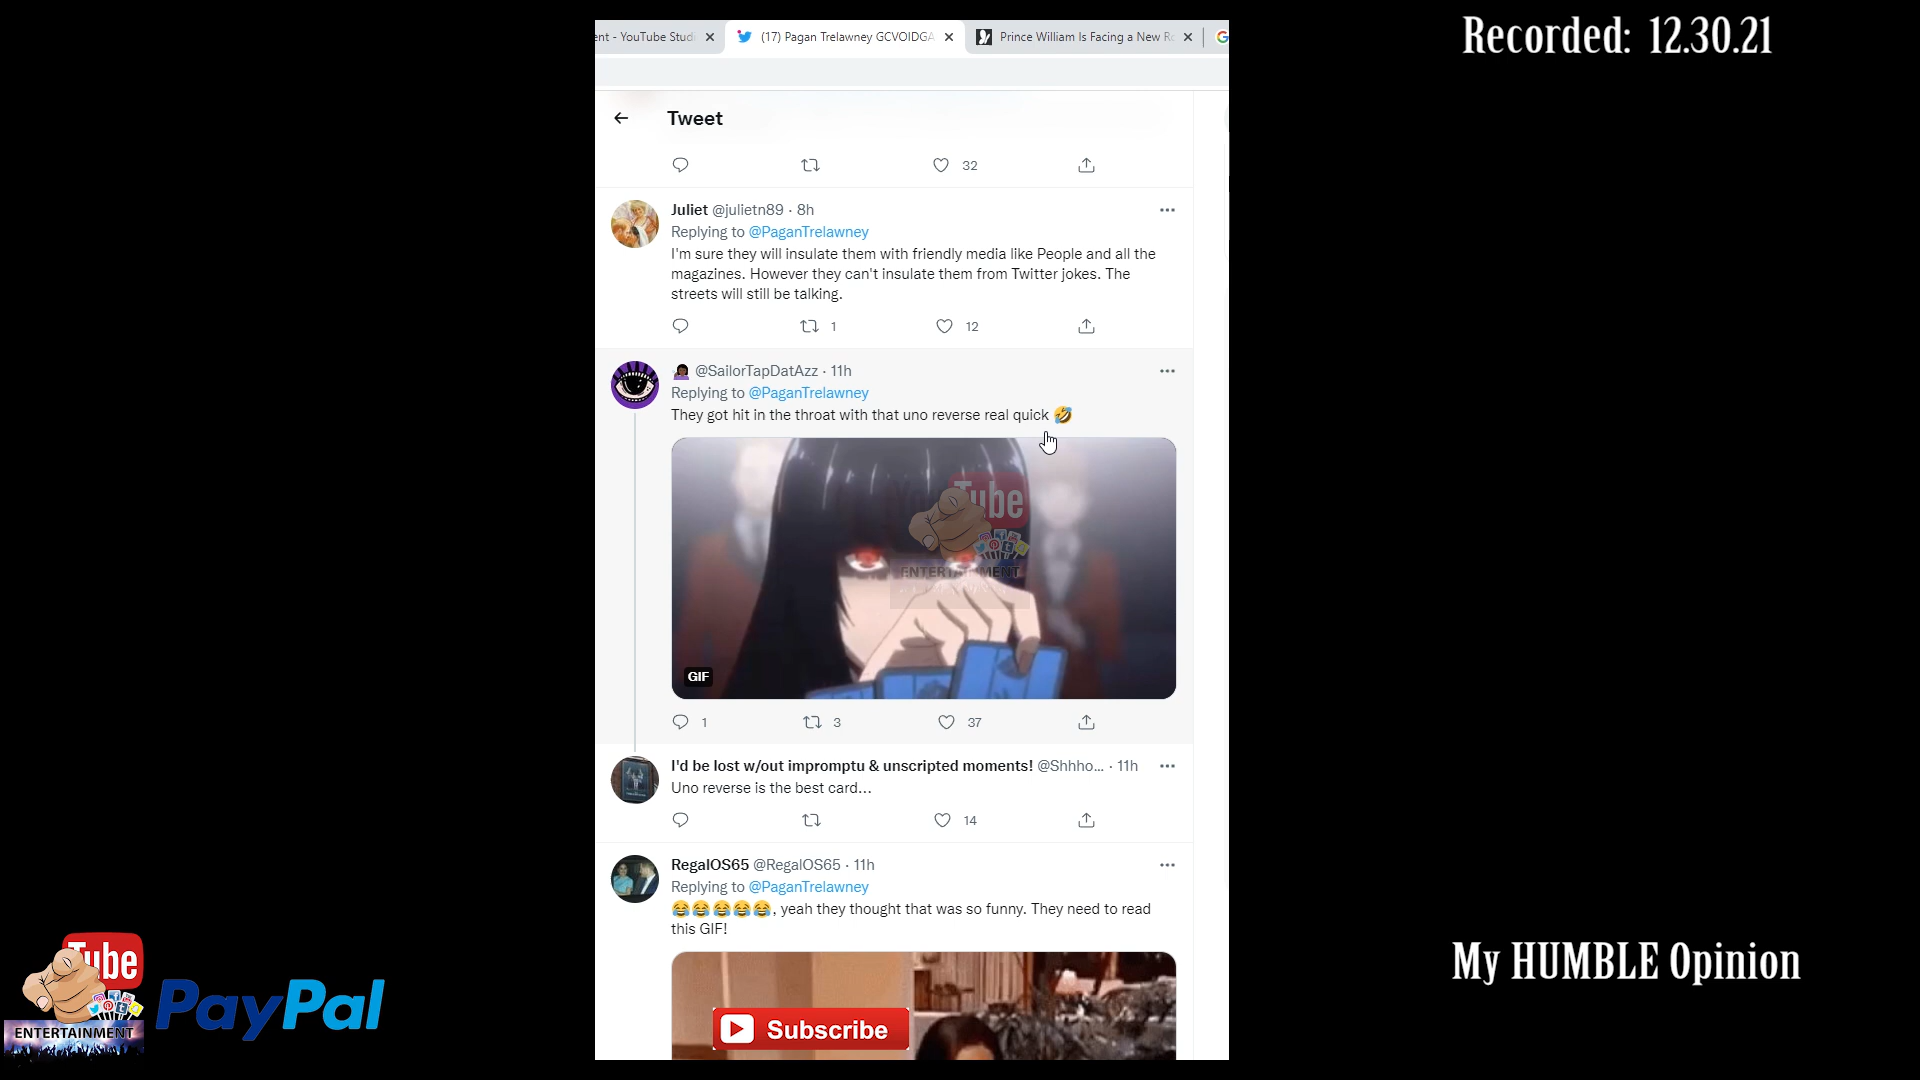 Recorded: 12.30.21
ent - YouTube Stud
(17) Pagan Trelawney GCVOIDGA
Prince William Is Facing a New Ro
Tweet
32
Juliet @julietn89 · 8h
Replying to @PaganTrelawney
I'm sure they will insulate them with friendly media like People and all the
magazines. However they can't insulate them from Twitter jokes. The
streets will still be talking.
1 12
@SailorTapDatAzz · 11h
Replying to @PaganTrelawney
They got hit in the throat with that uno reverse real quick 🤣
Tube
ENTERTAINMENT
GIF
1 3 37
I'd be lost w/out impromptu & unscripted moments! @Shhho... · 11h
Uno reverse is the best card...
14
RegalOS65 @RegalOS65 · 11h
Replying to @PaganTrelawney
😂😂😂😂😂, yeah they thought that was so funny. They need to read
this GIF!
Subscribe
Tube
ENTERTAINMENT
PayPal
My HUMBLE Opinion